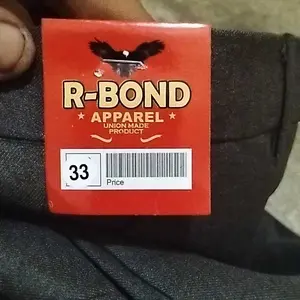 R-BOND
APPAREL
UNION MADE
PRODUCT
33
Price